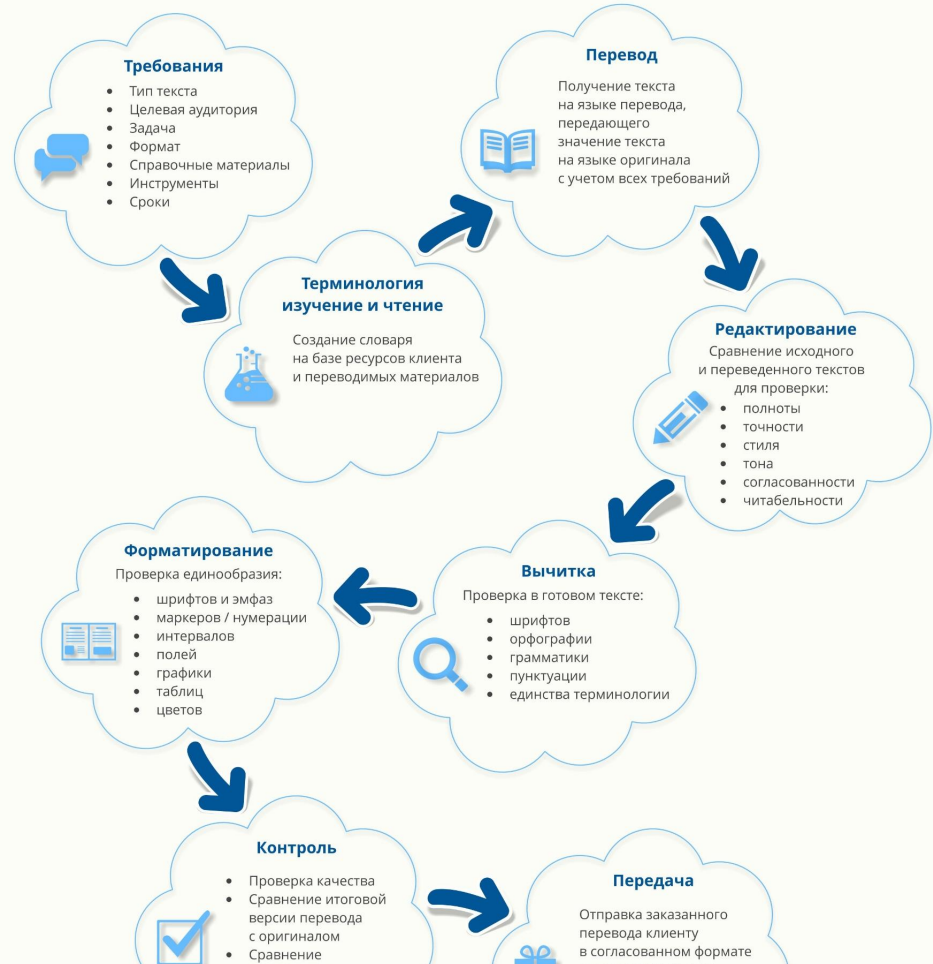 Требования
Тип текста
Целевая аудитория
Задача
Формат
Справочные материалы
Инструменты
Сроки
Терминология
изучение и чтение
Создание словаря
на базе ресурсов клиента
и переводимых материалов
Перевод
Получение текста
на языке перевода,
передающего
значение текста
на языке оригинала
с учетом всех требований
Редактирование
Сравнение исходного
и переведенного текстов
для проверки:
полноты
точности
стиля
тона
согласованности
читабельности
Вычитка
Проверка в готовом тексте:
шрифтов
орфографии
грамматики
пунктуации
единства терминологии
Форматирование
Проверка единообразия:
шрифтов и эмфаз
маркеров / нумерации
интервалов
полей
графики
таблиц
цветов
Контроль
Проверка качества
Сравнение итоговой
версии перевода
с оригиналом
Сравнение
Передача
Отправка заказанного
перевода клиенту
в согласованном формате